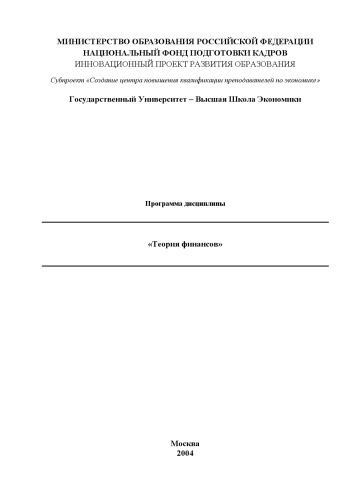 МИНИСТЕРСТВО ОБРАЗОВАНИЯ РОССИЙСКОЙ ФЕДЕРАЦИИ
НАЦИОНАЛЬНЫЙ ФОНД ПОДГОТОВКИ КАДРОВ
ИННОВАЦИОННЫЙ ПРОЕКТ РАЗВИТИЯ ОБРАЗОВАНИЯ
Субпроект «Создание центра повышения квалификации преподавателей по экономике»
Государственный Университет – Высшая Школа Экономики
Программа дисциплины
«Теория финансов»
Москва
2004